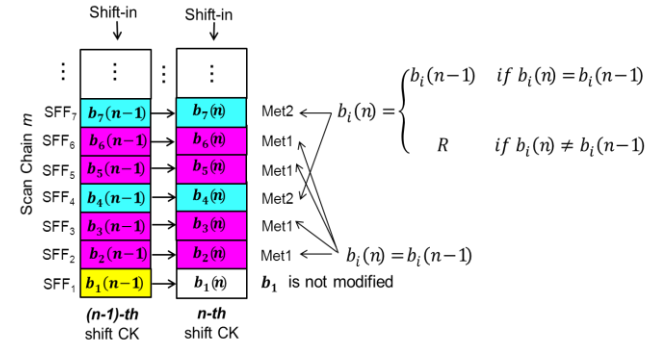 Shift-in Shift-in
⋮ ⋮ ⋮ ⋮
SFF₇ b₇(n−1) b₇(n) Met2
SFF₆ b₆(n−1) b₆(n) Met1
SFF₅ b₅(n−1) b₅(n) Met1
SFF₄ b₄(n−1) b₄(n) Met2
SFF₃ b₃(n−1) b₃(n) Met1
SFF₂ b₂(n−1) b₂(n) Met1
SFF₁ b₁(n−1) b₁(n) b₁ is not modified
(n-1)-th n-th
shift CK shift CK
Scan Chain m
bᵢ(n) = { bᵢ(n−1) if bᵢ(n) = bᵢ(n−1)
R if bᵢ(n) ≠ bᵢ(n−1)
bᵢ(n) = bᵢ(n−1)